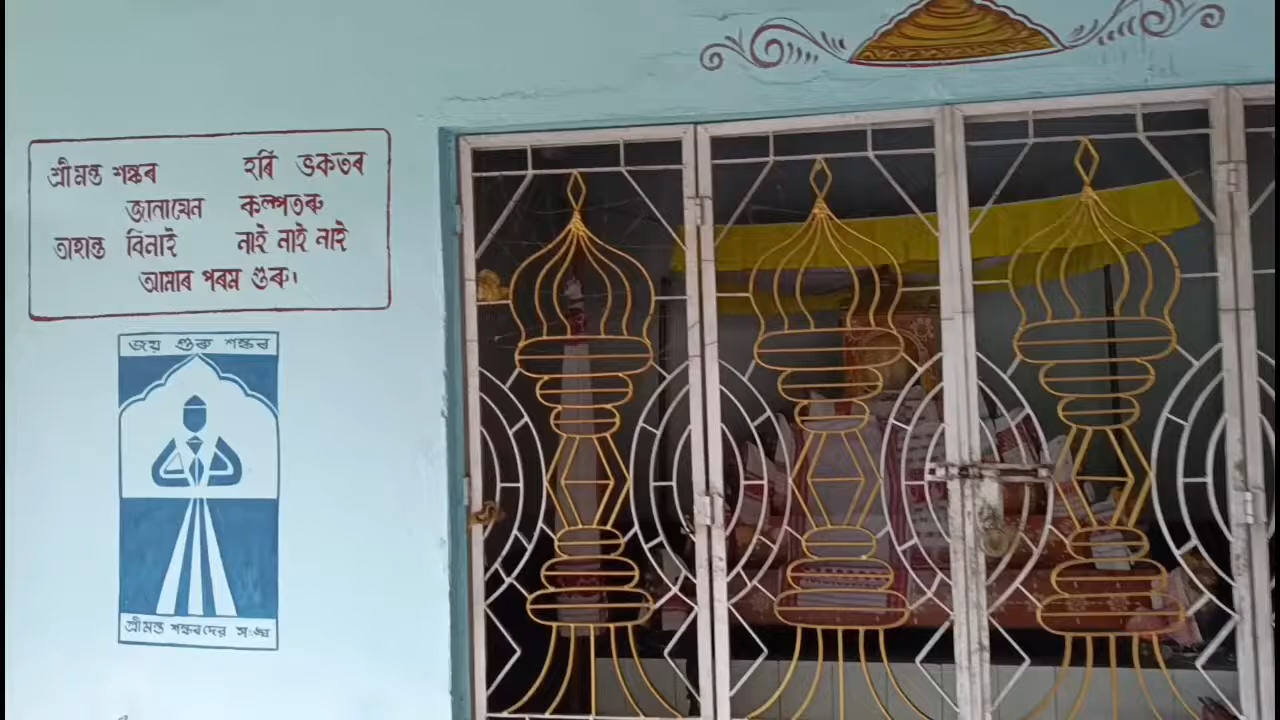 শ্ৰীমন্ত শঙ্কৰ হৰি ভকতৰ
জানাযেন কল্পতৰু
তাহান্ত বিনাই নাই নাই নাই
আমাৰ পৰম গুৰু।
জয় গুৰু শঙ্কৰ
শ্ৰীমন্ত শঙ্কৰদেৱ সংঘ